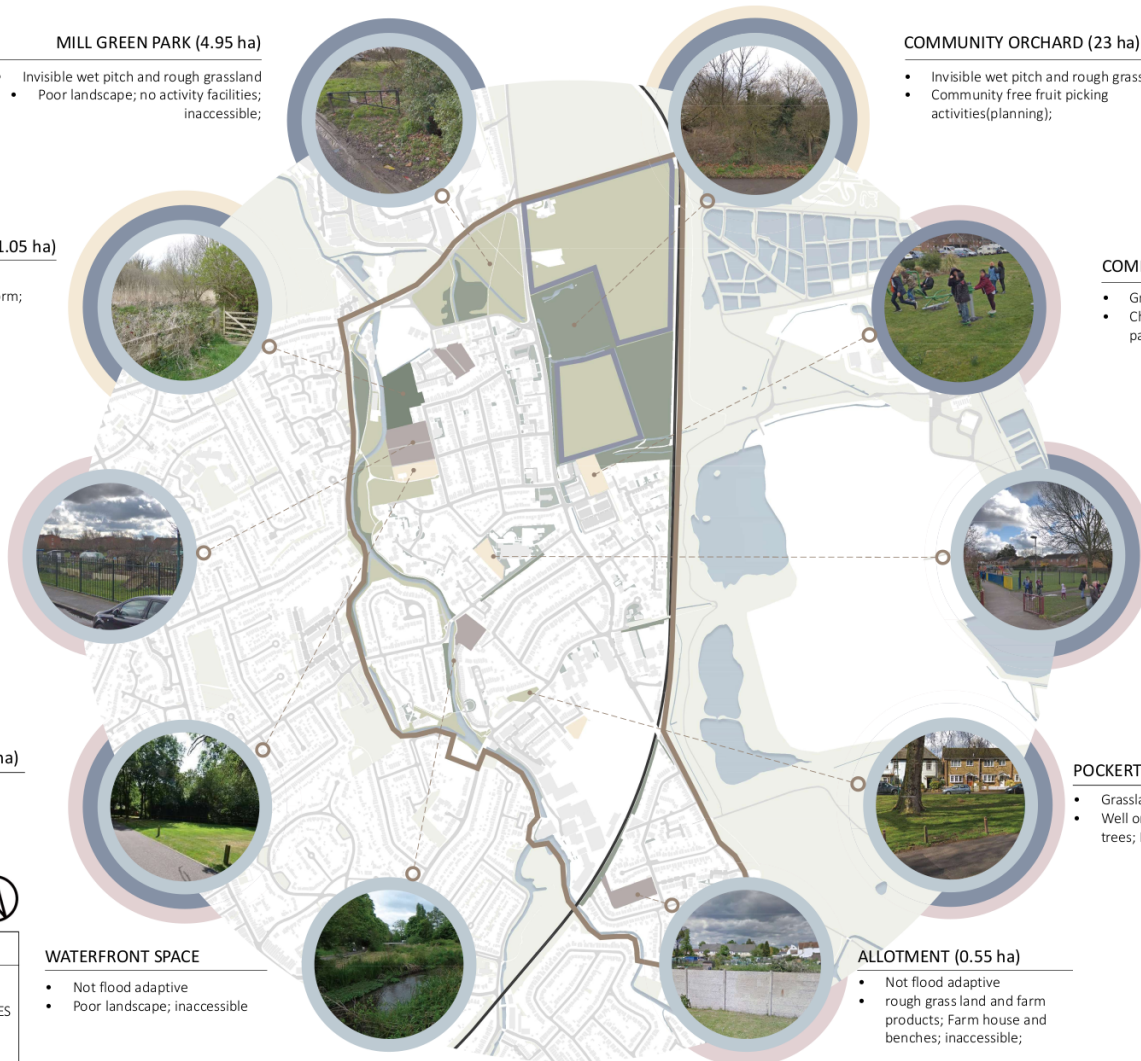 MILL GREEN PARK (4.95 ha)
• Invisible wet pitch and rough grassland
• Poor landscape; no activity facilities;
inaccessible;
COMMUNITY ORCHARD (23 ha)
• Invisible wet pitch and rough grass
• Community free fruit picking
activities(planning);
1.05 ha)
orm;
COM
• Gr
• Ch
pa
ha)
POCKERT
• Grassla
• Well or
trees;
WATERFRONT SPACE
• Not flood adaptive
• Poor landscape; inaccessible
ES
ALLOTMENT (0.55 ha)
• Not flood adaptive
• rough grass land and farm
products; Farm house and
benches; inaccessible;